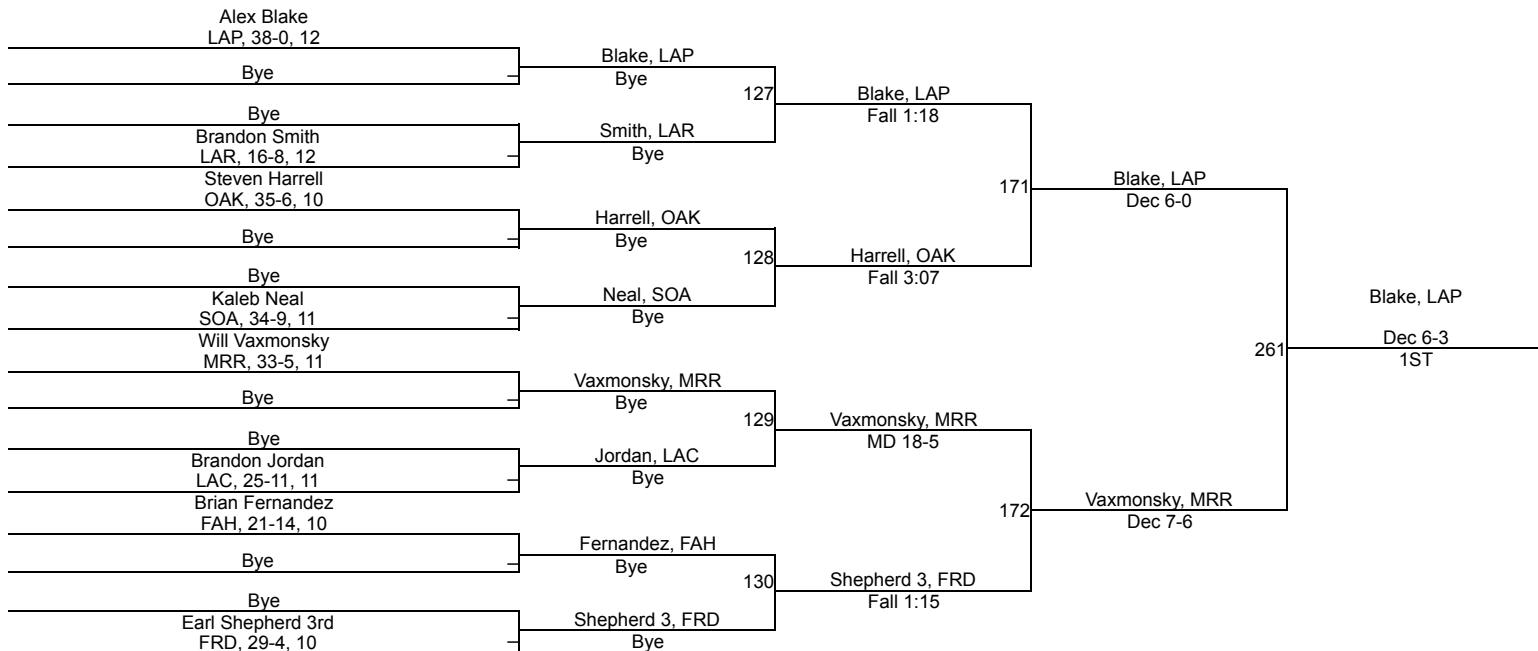 Alex Blake
LAP, 38-0, 12
Bye
Bye
Brandon Smith
LAR, 16-8, 12
Steven Harrell
OAK, 35-6, 10
Bye
Bye
Kaleb Neal
SOA, 34-9, 11
Will Vaxmonsky
MRR, 33-5, 11
Bye
Bye
Brandon Jordan
LAC, 25-11, 11
Brian Fernandez
FAH, 21-14, 10
Bye
Bye
Earl Shepherd 3rd
FRD, 29-4, 10
Blake, LAP
Bye
127
Smith, LAR
Bye
Harrell, OAK
Bye
128
Neal, SOA
Bye
Vaxmonsky, MRR
Bye
129
Jordan, LAC
Bye
Fernandez, FAH
Bye
130
Shepherd 3, FRD
Bye
Blake, LAP
Fall 1:18
171
Harrell, OAK
Fall 3:07
Vaxmonsky, MRR
MD 18-5
172
Shepherd 3, FRD
Fall 1:15
Blake, LAP
Dec 6-0
261
Vaxmonsky, MRR
Dec 7-6
Blake, LAP
Dec 6-3
1ST